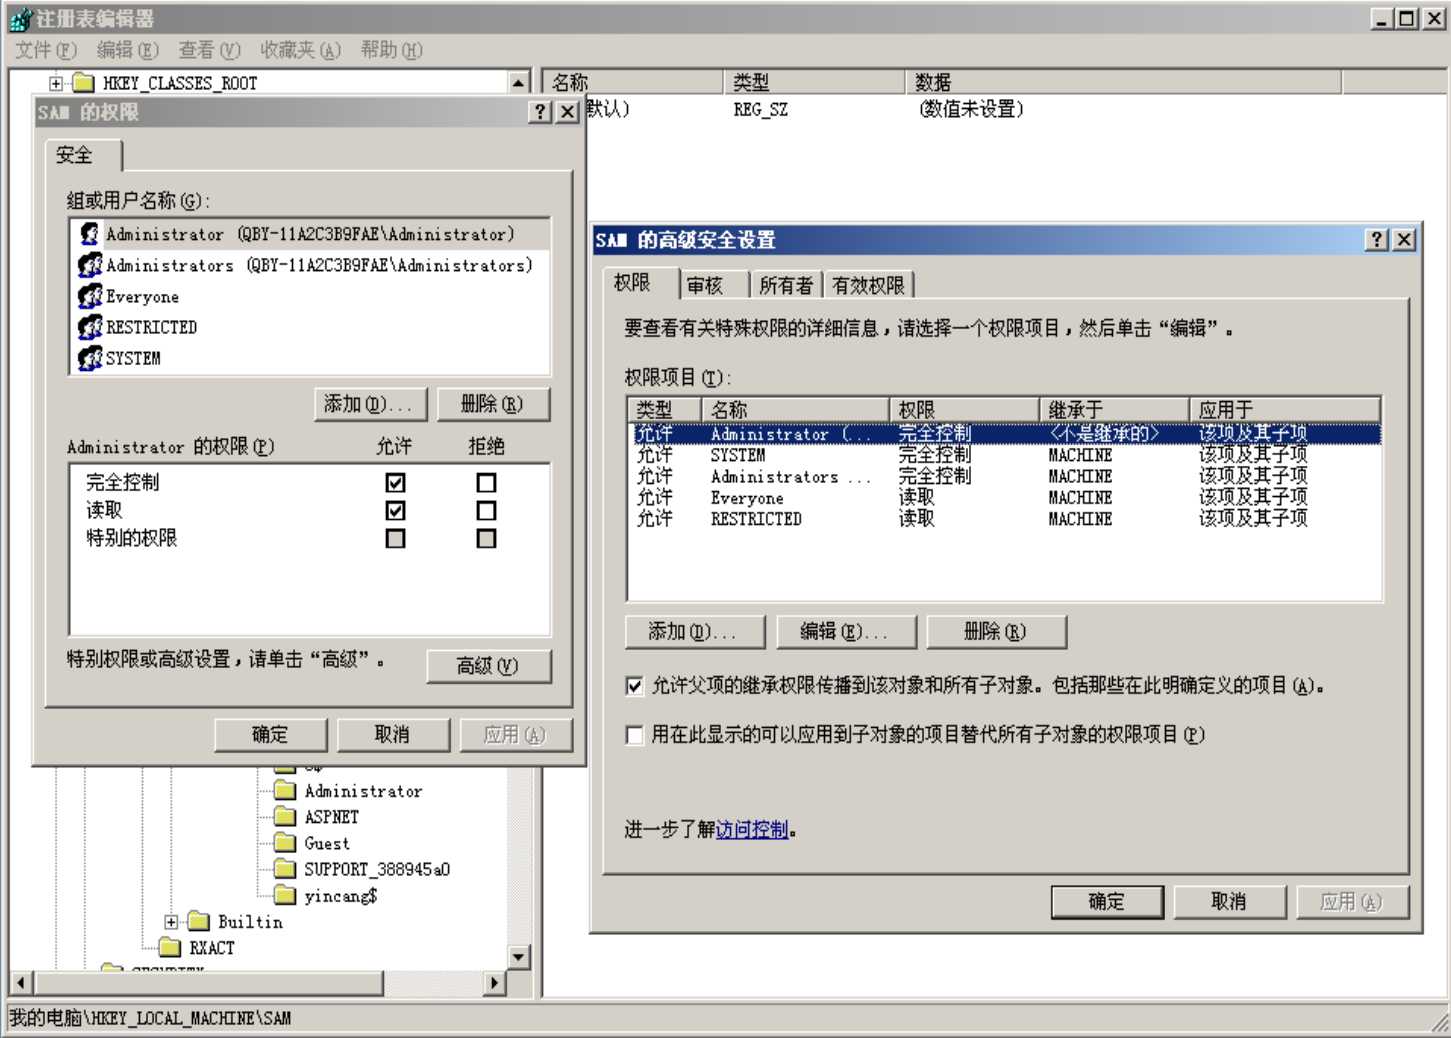 注册表编辑器
文件(F) 编辑(E) 查看(V) 收藏夹(A) 帮助(H)
HKEY_CLASSES_ROOT
名称 类型 数据
默认) REG_SZ (数值未设置)
SAM 的权限
安全
组或用户名称(G):
Administrator (QBY-11A2C3B9FAE\Administrator)
Administrators (QBY-11A2C3B9FAE\Administrators)
Everyone
RESTRICTED
SYSTEM
添加(D)... 删除(R)
Administrator 的权限(P) 允许 拒绝
完全控制
读取
特别的权限
特别权限或高级设置，请单击“高级”。
高级(V)
确定 取消 应用(A)
Administrator
ASPNET
Guest
SUPPORT_388945a0
yincang$
Builtin
RXACT
SECURITY
SAM 的高级安全设置
权限 审核 所有者 有效权限
要查看有关特殊权限的详细信息，请选择一个权限项目，然后单击“编辑”。
权限项目(T):
类型 名称 权限 继承于 应用于
允许 Administrator (... 完全控制 <不是继承的> 该项及其子项
允许 SYSTEM 完全控制 MACHINE 该项及其子项
允许 Administrators ... 完全控制 MACHINE 该项及其子项
允许 Everyone 读取 MACHINE 该项及其子项
允许 RESTRICTED 读取 MACHINE 该项及其子项
添加(D)... 编辑(E)... 删除(R)
允许父项的继承权限传播到该对象和所有子对象。包括那些在此明确定义的项目(A)。
用在此显示的可以应用到子对象的项目替代所有子对象的权限项目(P)
进一步了解访问控制。
确定 取消 应用(A)
我的电脑\HKEY_LOCAL_MACHINE\SAM